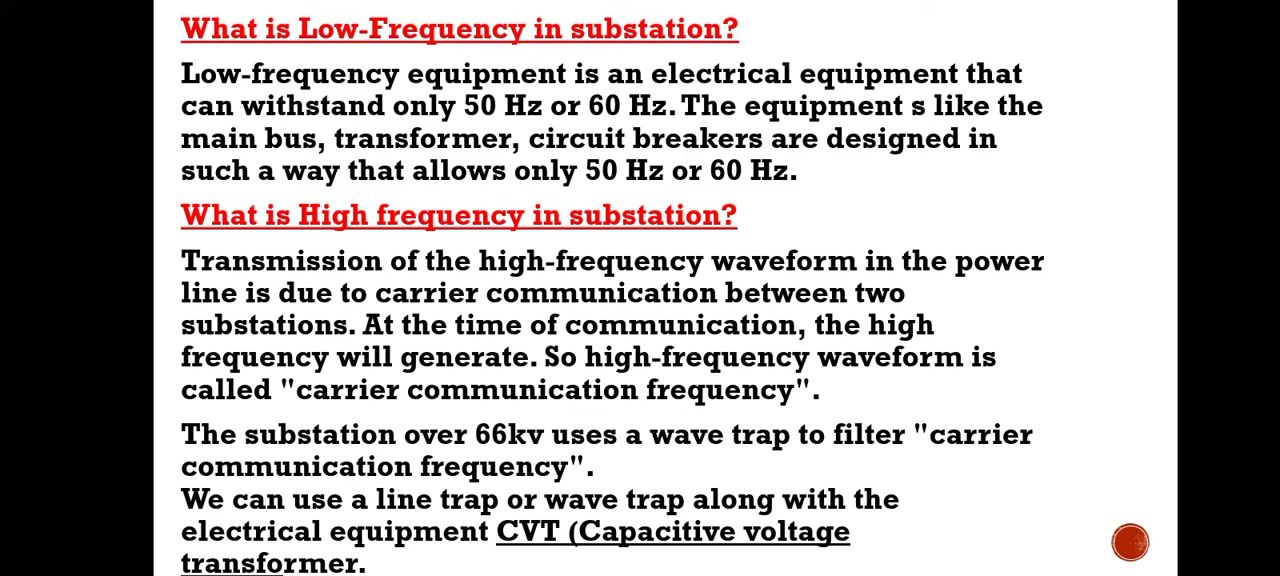 What is Low-Frequency in substation?
Low-frequency equipment is an electrical equipment that
can withstand only 50 Hz or 60 Hz. The equipment s like the
main bus, transformer, circuit breakers are designed in
such a way that allows only 50 Hz or 60 Hz.
What is High frequency in substation?
Transmission of the high-frequency waveform in the power
line is due to carrier communication between two
substations. At the time of communication, the high
frequency will generate. So high-frequency waveform is
called "carrier communication frequency".
The substation over 66kv uses a wave trap to filter "carrier
communication frequency".
We can use a line trap or wave trap along with the
electrical equipment CVT (Capacitive voltage
transformer.